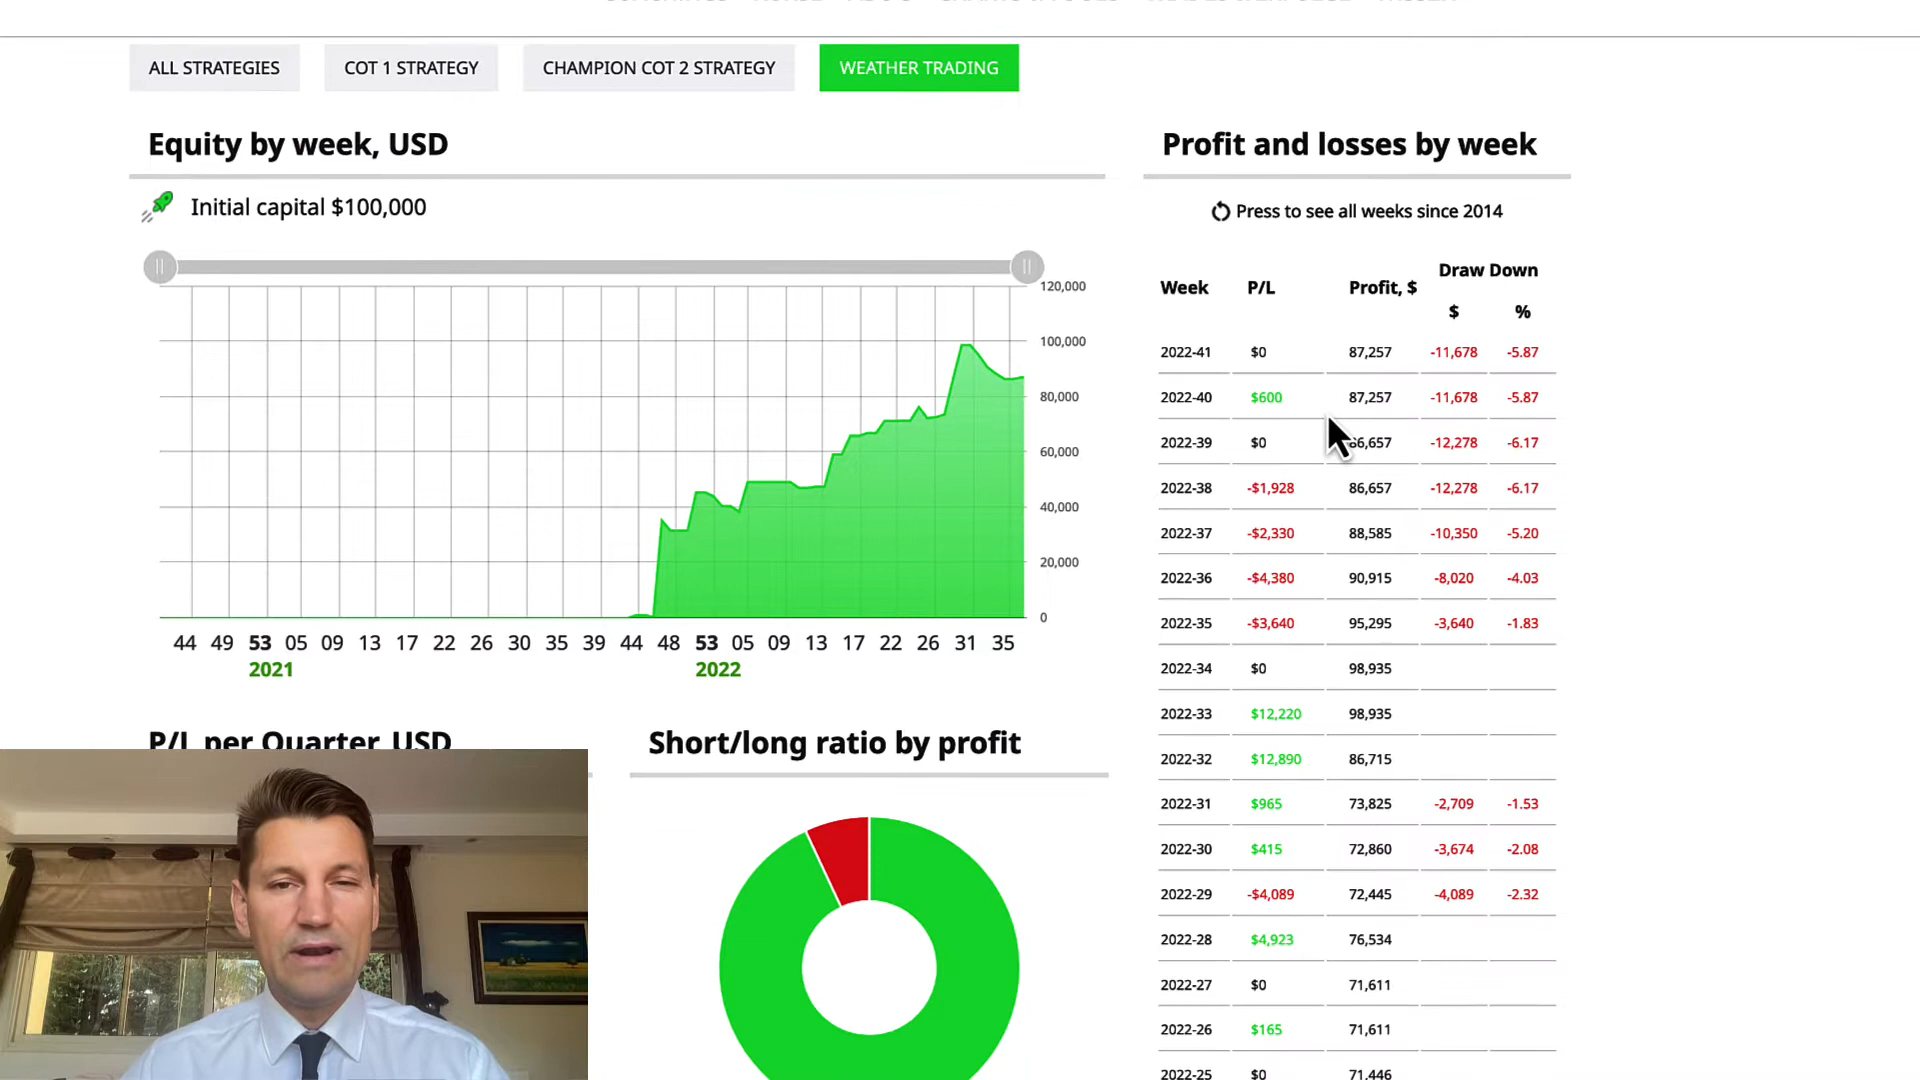 ALL STRATEGIES COT 1 STRATEGY CHAMPION COT 2 STRATEGY WEATHER TRADING
Equity by week, USD
Initial capital $100,000
120,000
100,000
80,000
60,000
40,000
20,000
0
44 49 53 05 09 13 17 22 26 30 35 39 44 48 53 05 09 13 17 22 26 31 35
2021 2022
P/L per Quarter, USD
Short/long ratio by profit
Profit and losses by week
Press to see all weeks since 2014
Draw Down
Week P/L Profit, $
$ %
2022-41 $0 87,257 -11,678 -5.87
2022-40 $600 87,257 -11,678 -5.87
2022-39 $0 86,657 -12,278 -6.17
2022-38 -$1,928 86,657 -12,278 -6.17
2022-37 -$2,330 88,585 -10,350 -5.20
2022-36 -$4,380 90,915 -8,020 -4.03
2022-35 -$3,640 95,295 -3,640 -1.83
2022-34 $0 98,935
2022-33 $12,220 98,935
2022-32 $12,890 86,715
2022-31 $965 73,825 -2,709 -1.53
2022-30 $415 72,860 -3,674 -2.08
2022-29 -$4,089 72,445 -4,089 -2.32
2022-28 $4,923 76,534
2022-27 $0 71,611
2022-26 $165 71,611
2022-25 $0 71,446